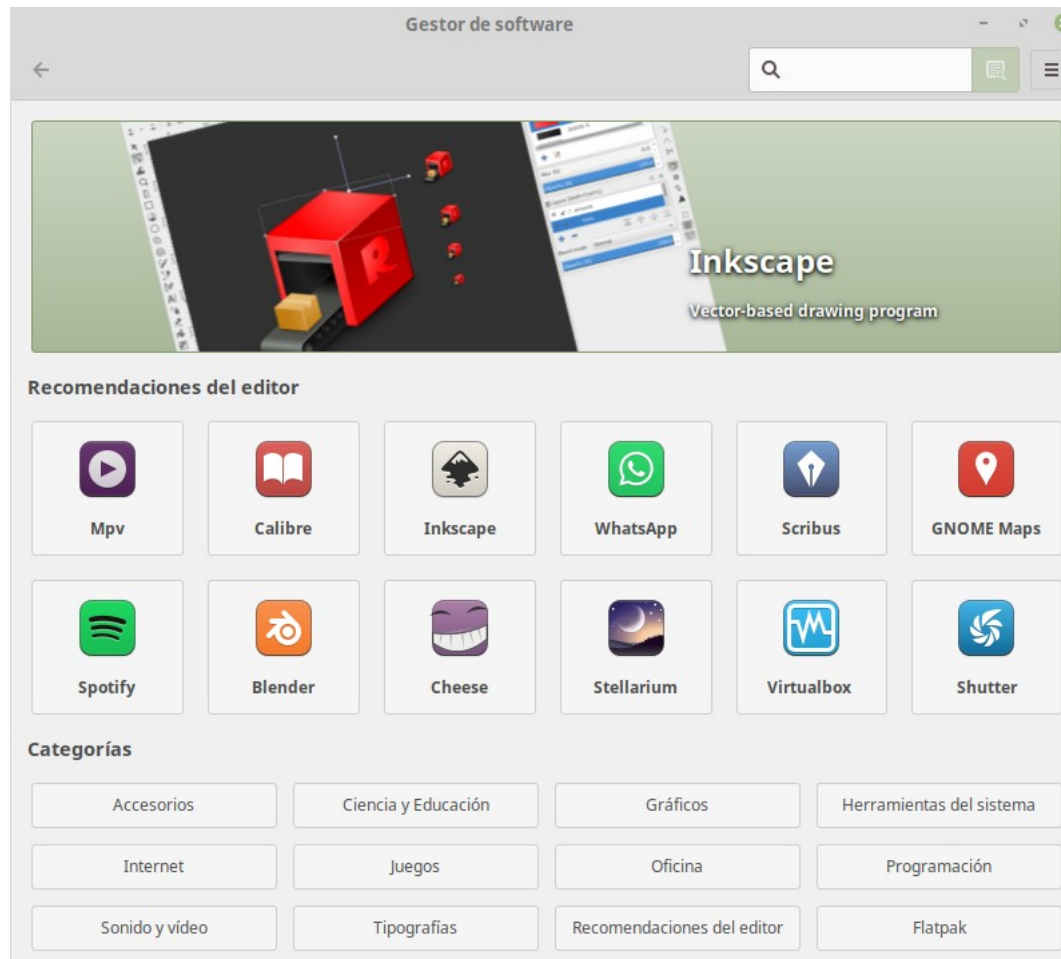 Gestor de software
Inkscape
Vector-based drawing program
Recomendaciones del editor
Mpv Calibre Inkscape WhatsApp Scribus GNOME Maps
Spotify Blender Cheese Stellarium Virtualbox Shutter
Categorías
Accesorios Ciencia y Educación Gráficos Herramientas del sistema
Internet Juegos Oficina Programación
Sonido y vídeo Tipografías Recomendaciones del editor Flatpak